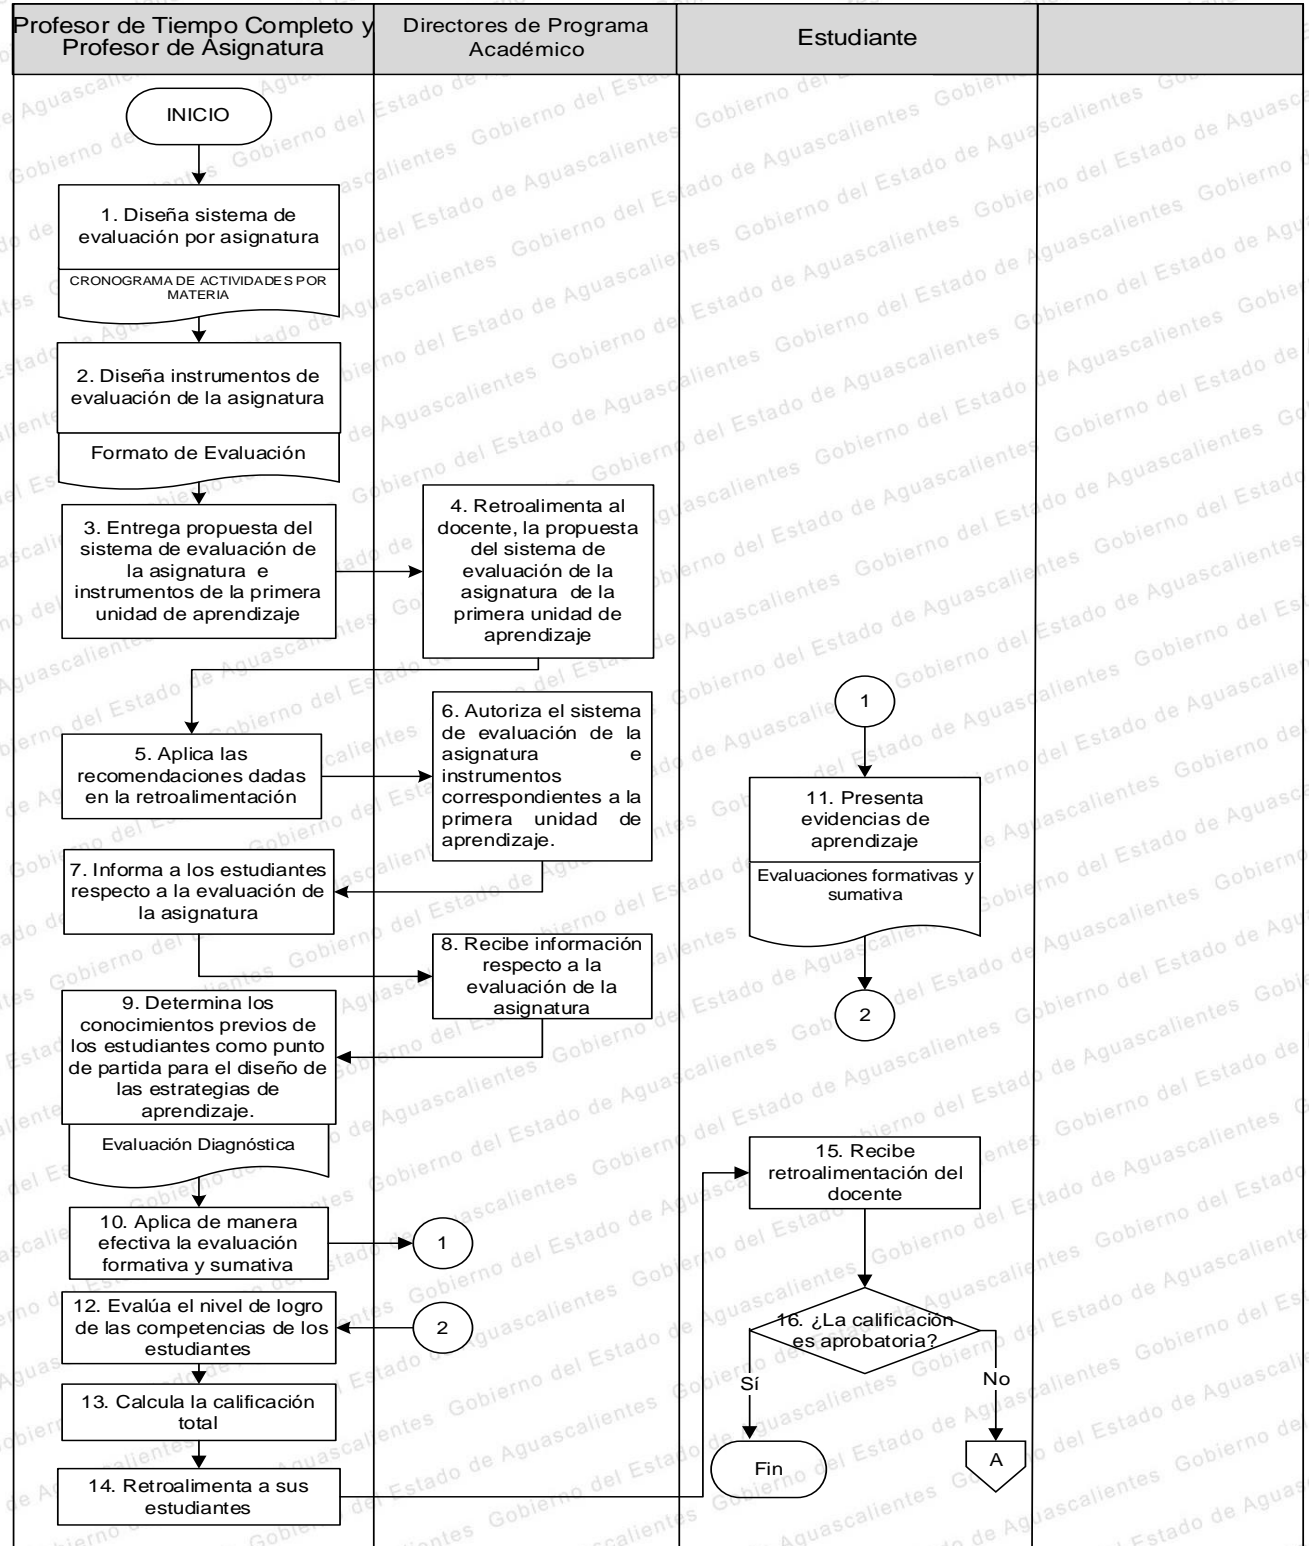 Profesor de Tiempo Completo y
Profesor de Asignatura
Directores de Programa
Académico
Estudiante
INICIO
1. Diseña sistema de
evaluación por asignatura
CRONOGRAMA DE ACTIVIDADES POR
MATERIA
2. Diseña instrumentos de
evaluación de la asignatura
Formato de Evaluación
3. Entrega propuesta del
sistema de evaluación de
la asignatura e
instrumentos de la primera
unidad de aprendizaje
4. Retroalimenta al
docente, la propuesta
del sistema de
evaluación de la
asignatura de la
primera unidad de
aprendizaje
5. Aplica las
recomendaciones dadas
en la retroalimentación
6. Autoriza el sistema
de evaluación de la
asignatura e
instrumentos
correspondientes a la
primera unidad de
aprendizaje.
7. Informa a los estudiantes
respecto a la evaluación de
la asignatura
8. Recibe información
respecto a la
evaluación de la
asignatura
9. Determina los
conocimientos previos de
los estudiantes como punto
de partida para el diseño de
las estrategias de
aprendizaje.
Evaluación Diagnóstica
10. Aplica de manera
efectiva la evaluación
formativa y sumativa
1
1
11. Presenta
evidencias de
aprendizaje
Evaluaciones formativas y
sumativa
2
2
12. Evalúa el nivel de logro
de las competencias de los
estudiantes
13. Calcula la calificación
total
14. Retroalimenta a sus
estudiantes
15. Recibe
retroalimentación del
docente
16. ¿La calificación
es aprobatoria?
Sí
No
Fin
A
Gobierno del Estado de Aguascalientes